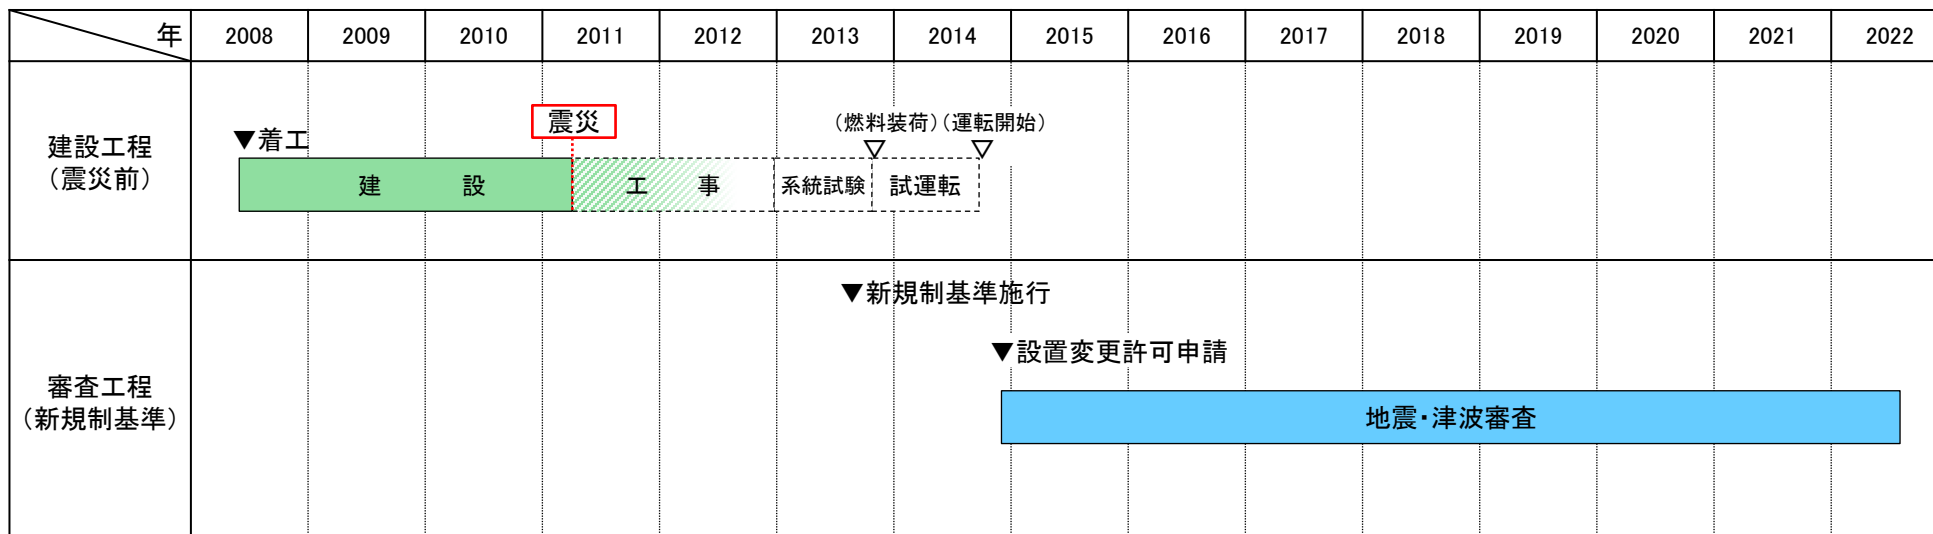 年 2008 2009 2010 2011 2012 2013 2014 2015 2016 2017 2018 2019 2020 2021 2022
建設工程
（震災前）
▼着工
震災
（燃料装荷）（運転開始）
▽ ▽
建設 工事 系統試験 試運転
審査工程
（新規制基準）
▼新規制基準施行
▼設置変更許可申請
地震・津波審査